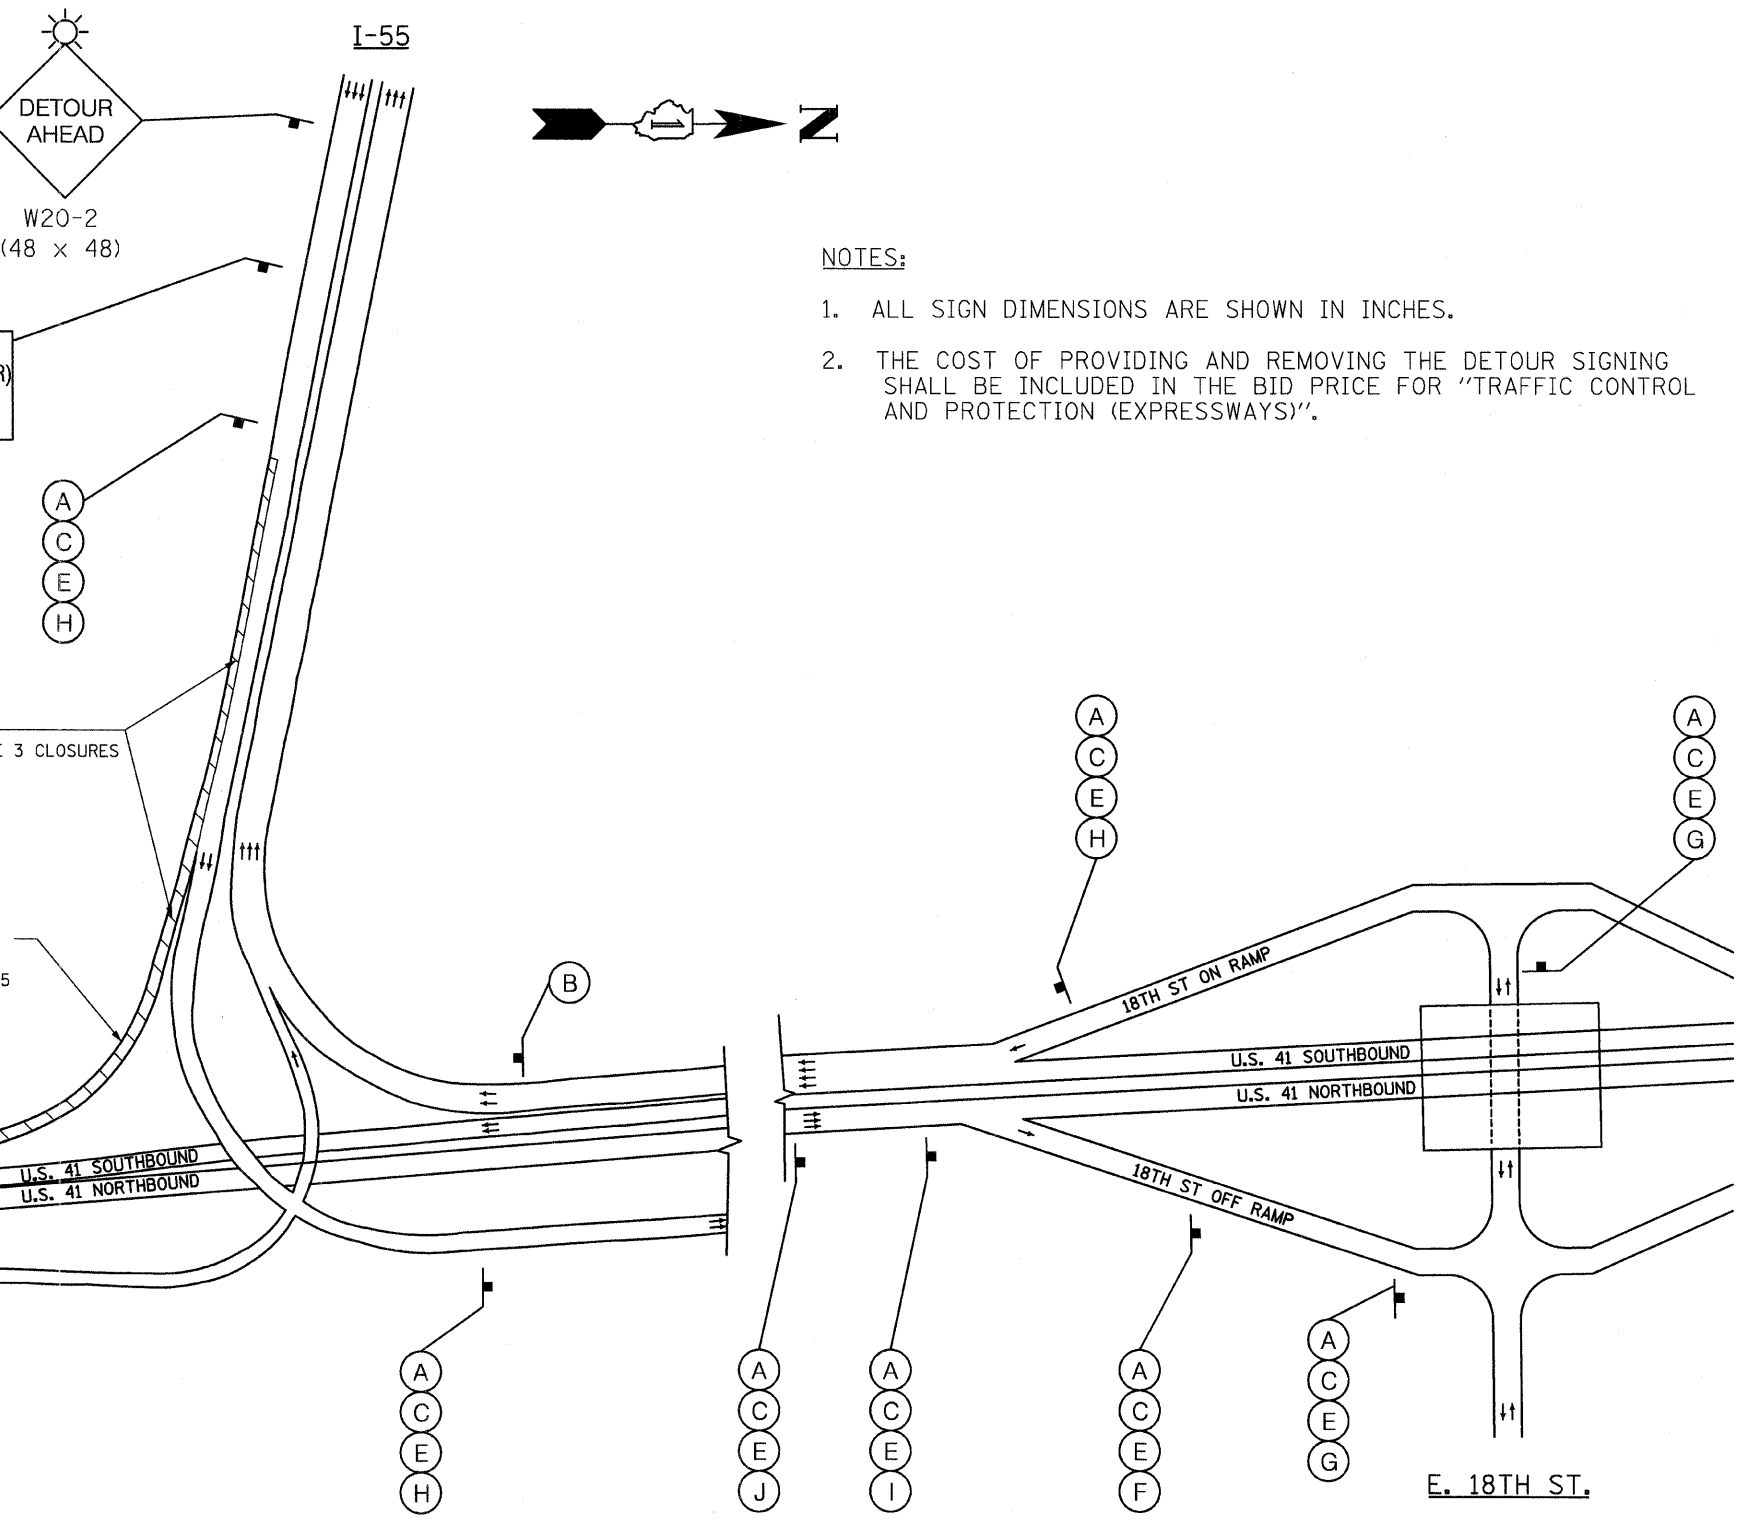 I-55
DETOUR
AHEAD
W20-2
(48 x 48)
N
NOTES:
1. ALL SIGN DIMENSIONS ARE SHOWN IN INCHES.
2. THE COST OF PROVIDING AND REMOVING THE DETOUR SIGNING
SHALL BE INCLUDED IN THE BID PRICE FOR "TRAFFIC CONTROL
AND PROTECTION (EXPRESSWAYS)".
R)
A
C
E
H
3 CLOSURES
5
B
A
C
E
H
A
C
E
G
18TH ST ON RAMP
U.S. 41 SOUTHBOUND
U.S. 41 NORTHBOUND
U.S. 41 SOUTHBOUND
U.S. 41 NORTHBOUND
18TH ST OFF RAMP
A
C
E
H
A
C
E
J
A
C
E
I
A
C
E
F
A
C
E
G
E. 18TH ST.